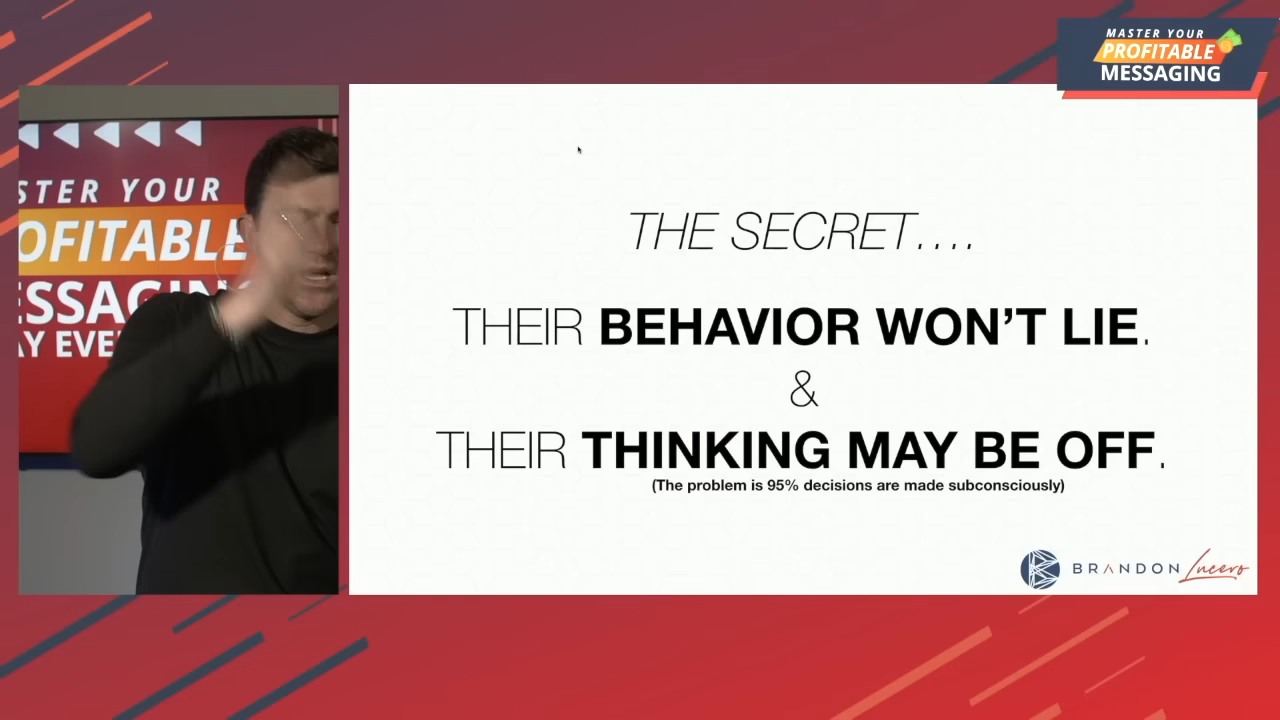 MASTER YOUR
PROFITABLE
MESSAGING
STER YOUR
OFITABLE
ESSAGING
AY EVE
THE SECRET....
THEIR BEHAVIOR WON'T LIE.
&
THEIR THINKING MAY BE OFF.
(The problem is 95% decisions are made subconsciously)
BRANDON Lucero